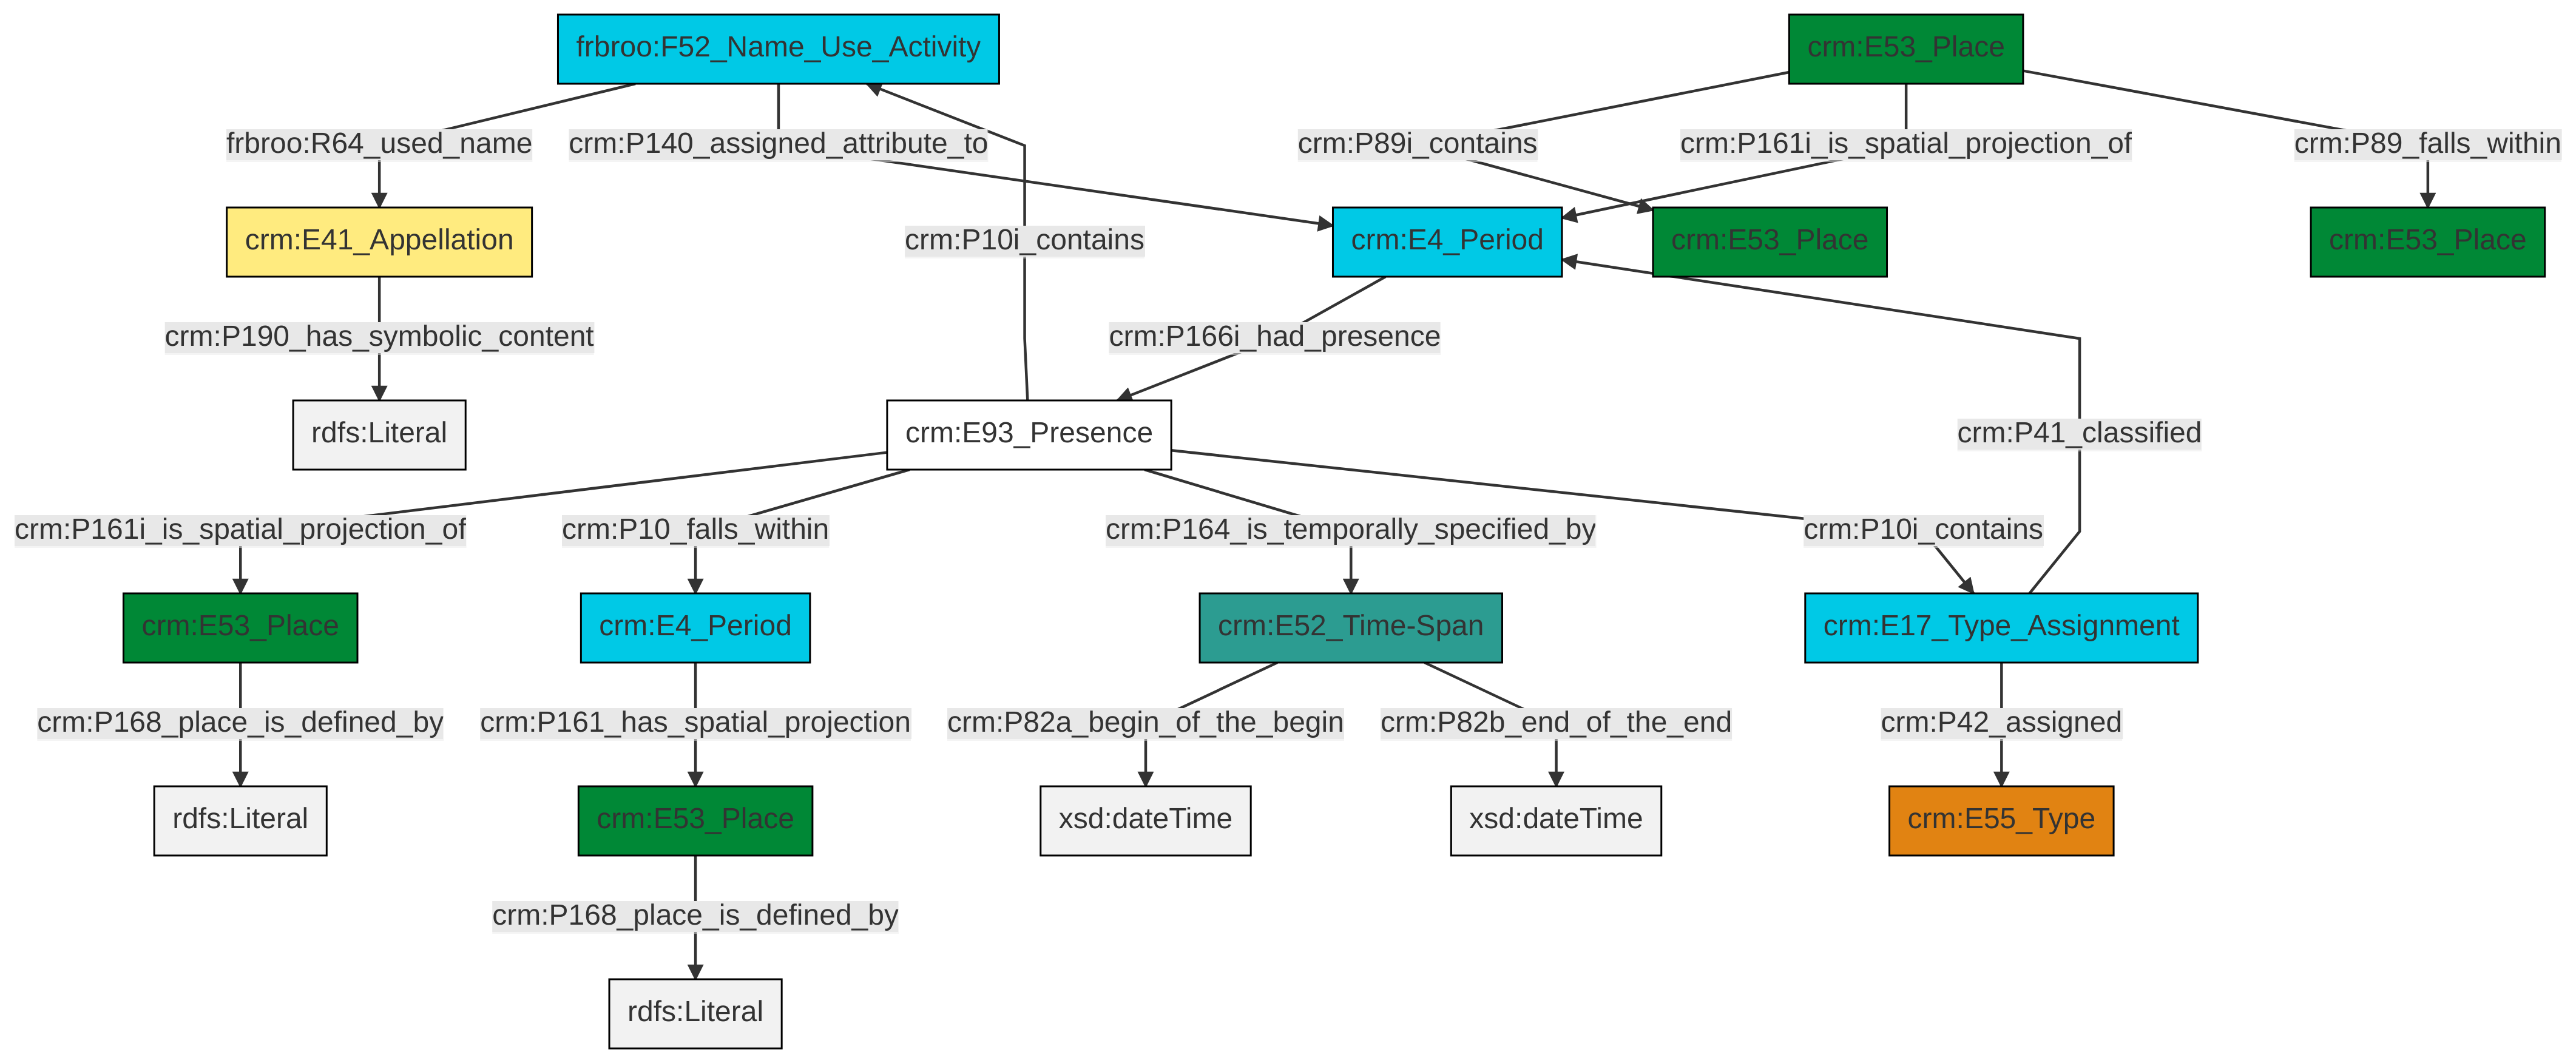 frbroo:F52_Name_Use_Activity
crm:E53_Place
frbroo:R64_used_name
crm:P140_assigned_attribute_to
crm:P89i_contains
crm:P161i_is_spatial_projection_of
crm:P89_falls_within
crm:E41_Appellation
crm:P10i_contains
crm:E4_Period
crm:E53_Place
crm:E53_Place
crm:P190_has_symbolic_content
crm:P166i_had_presence
rdfs:Literal
crm:E93_Presence
crm:P41_classified
crm:P161i_is_spatial_projection_of
crm:P10_falls_within
crm:P164_is_temporally_specified_by
crm:P10i_contains
crm:E53_Place
crm:E4_Period
crm:E52_Time-Span
crm:E17_Type_Assignment
crm:P168_place_is_defined_by
crm:P161_has_spatial_projection
crm:P82a_begin_of_the_begin
crm:P82b_end_of_the_end
crm:P42_assigned
rdfs:Literal
crm:E53_Place
xsd:dateTime
xsd:dateTime
crm:E55_Type
crm:P168_place_is_defined_by
rdfs:Literal